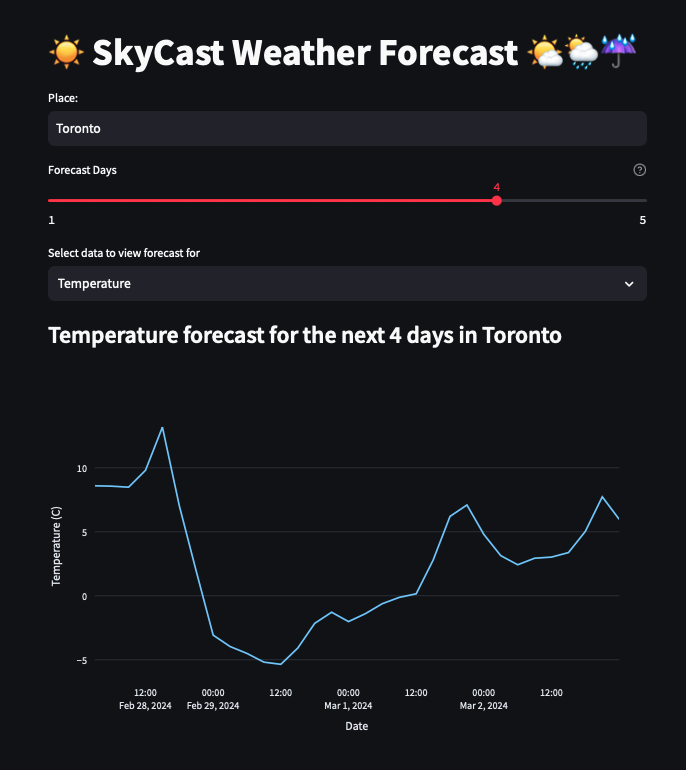 ☀️ SkyCast Weather Forecast 🌤️🌦️☔
Place:
Toronto
Forecast Days
4
1 5
Select data to view forecast for
Temperature
Temperature forecast for the next 4 days in Toronto
10
5
0
−5
Temperature (C)
12:00 00:00 12:00 00:00 12:00 00:00 12:00
Feb 28, 2024 Feb 29, 2024 Mar 1, 2024 Mar 2, 2024
Date